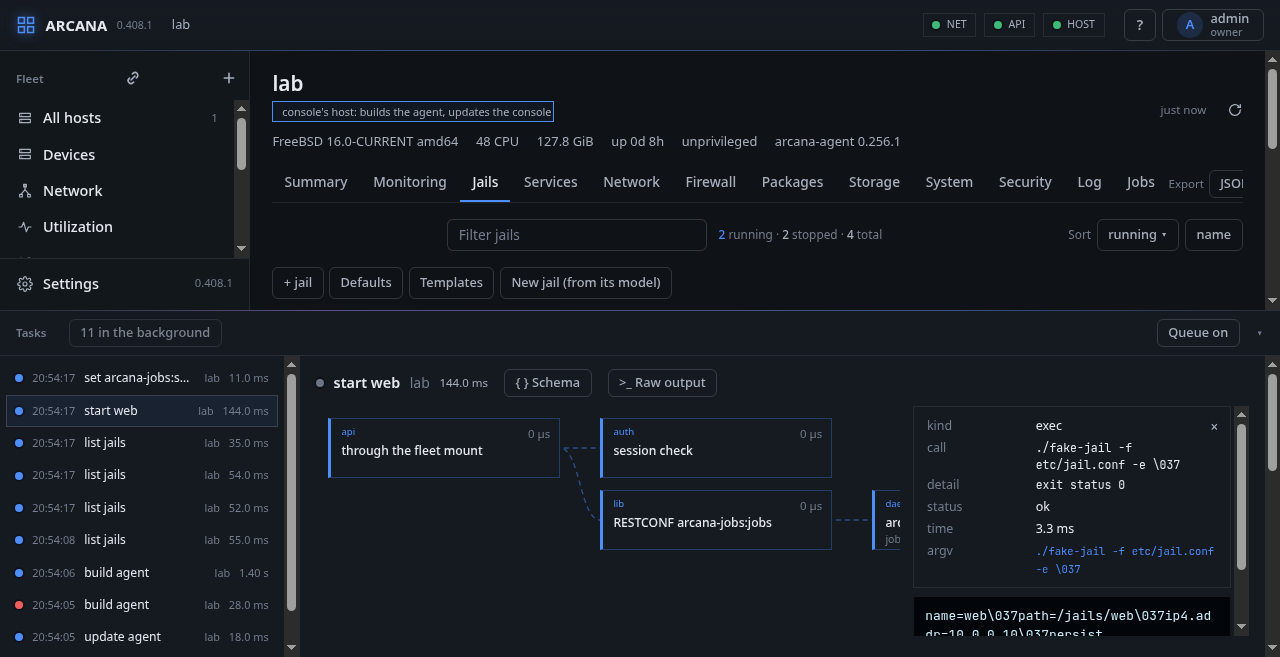 ARCANA 0.408.1 lab NET API HOST ? A admin
owner
Fleet +
All hosts 1
Devices
Network
Utilization
Settings 0.408.1
lab
console's host: builds the agent, updates the console
just now
FreeBSD 16.0-CURRENT amd64 48 CPU 127.8 GiB up 0d 8h unprivileged arcana-agent 0.256.1
Summary Monitoring Jails Services Network Firewall Packages Storage System Security Log Jobs Export JSO
Filter jails 2 running · 2 stopped · 4 total Sort running ▾ name
+ jail Defaults Templates New jail (from its model)
Tasks 11 in the background Queue on ▾
20:54:17 set arcana-jobs:s... lab 11.0 ms
20:54:17 start web lab 144.0 ms
20:54:17 list jails lab 35.0 ms
20:54:17 list jails lab 54.0 ms
20:54:17 list jails lab 52.0 ms
20:54:08 list jails lab 55.0 ms
20:54:06 build agent lab 1.40 s
20:54:05 build agent lab 28.0 ms
20:54:05 update agent lab 18.0 ms
start web lab 144.0 ms { } Schema >_ Raw output
api 0 µs
through the fleet mount
auth 0 µs
session check
lib 0 µs
RESTCONF arcana-jobs:jobs
dae
arc
job
kind exec ×
call ./fake-jail -f
etc/jail.conf -e \037
detail exit status 0
status ok
time 3.3 ms
argv ./fake-jail -f etc/jail.conf
-e \037
name=web\037path=/jails/web\037ip4.ad
dr=10.0.0.10\037persist